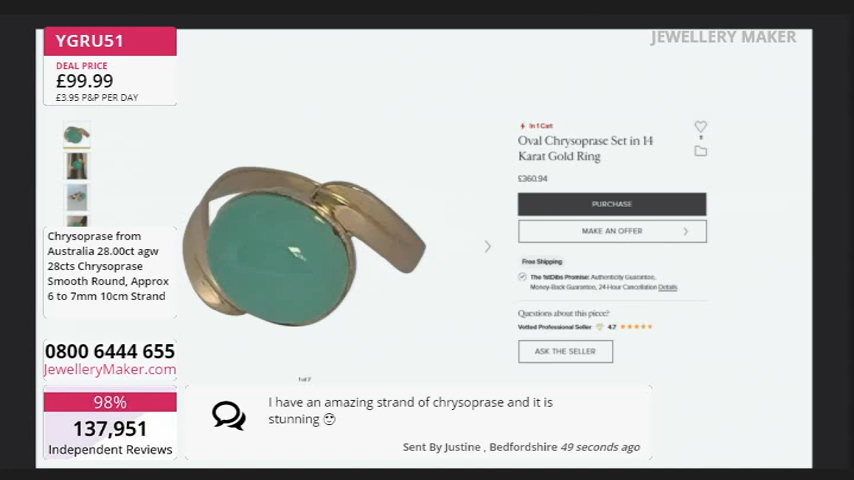 YGRU51
DEAL PRICE
£99.99
£3.95 P&P PER DAY
JEWELLERY MAKER
In 1 Cart
Oval Chrysoprase Set in 14
Karat Gold Ring
£360.94
PURCHASE
MAKE AN OFFER
Free Shipping
The 1stDibs Promise: Authenticity Guarantee,
Money-Back Guarantee, 24-Hour Cancellation Details
Questions about this piece?
Vetted Professional Seller 4.7
ASK THE SELLER
1 of 7
Chrysoprase from
Australia 28.00ct agw
28cts Chrysoprase
Smooth Round, Approx
6 to 7mm 10cm Strand
0800 6444 655
JewelleryMaker.com
98%
137,951
Independent Reviews
I have an amazing strand of chrysoprase and it is
stunning
Sent By Justine , Bedfordshire 49 seconds ago